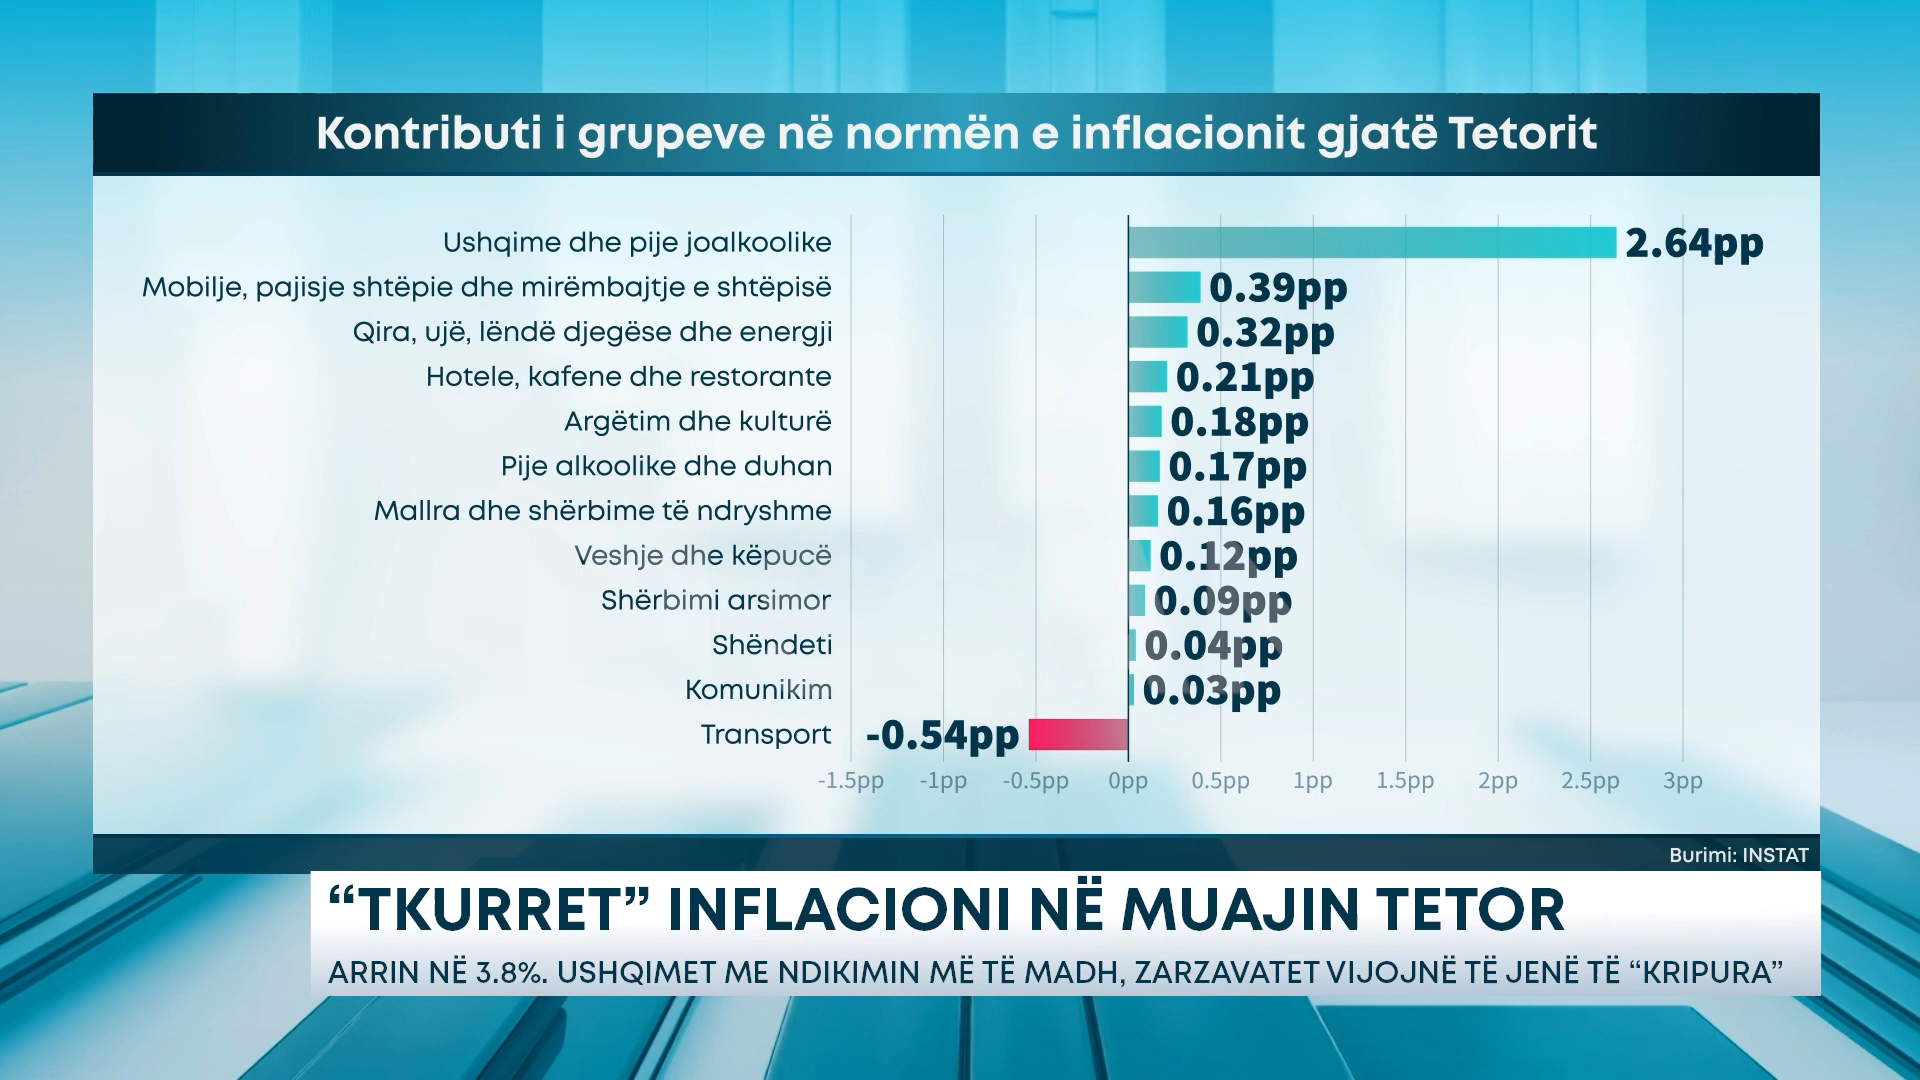 Kontributi i grupeve në normën e inflacionit gjatë Tetorit
Ushqime dhe pije joalkoolike 2.64pp
Mobilje, pajisje shtëpie dhe mirëmbajtje e shtëpisë 0.39pp
Qira, ujë, lëndë djegëse dhe energji 0.32pp
Hotele, kafene dhe restorante 0.21pp
Argëtim dhe kulturë 0.18pp
Pije alkoolike dhe duhan 0.17pp
Mallra dhe shërbime të ndryshme 0.16pp
Veshje dhe këpucë 0.12pp
Shërbimi arsimor 0.09pp
Shëndeti 0.04pp
Komunikim 0.03pp
Transport -0.54pp
-1.5pp -1pp -0.5pp 0pp 0.5pp 1pp 1.5pp 2pp 2.5pp 3pp
Burimi: INSTAT
“TKURRET” INFLACIONI NË MUAJIN TETOR
ARRIN NË 3.8%. USHQIMET ME NDIKIMIN MË TË MADH, ZARZAVATET VIJOJNË TË JENË TË “KRIPURA”